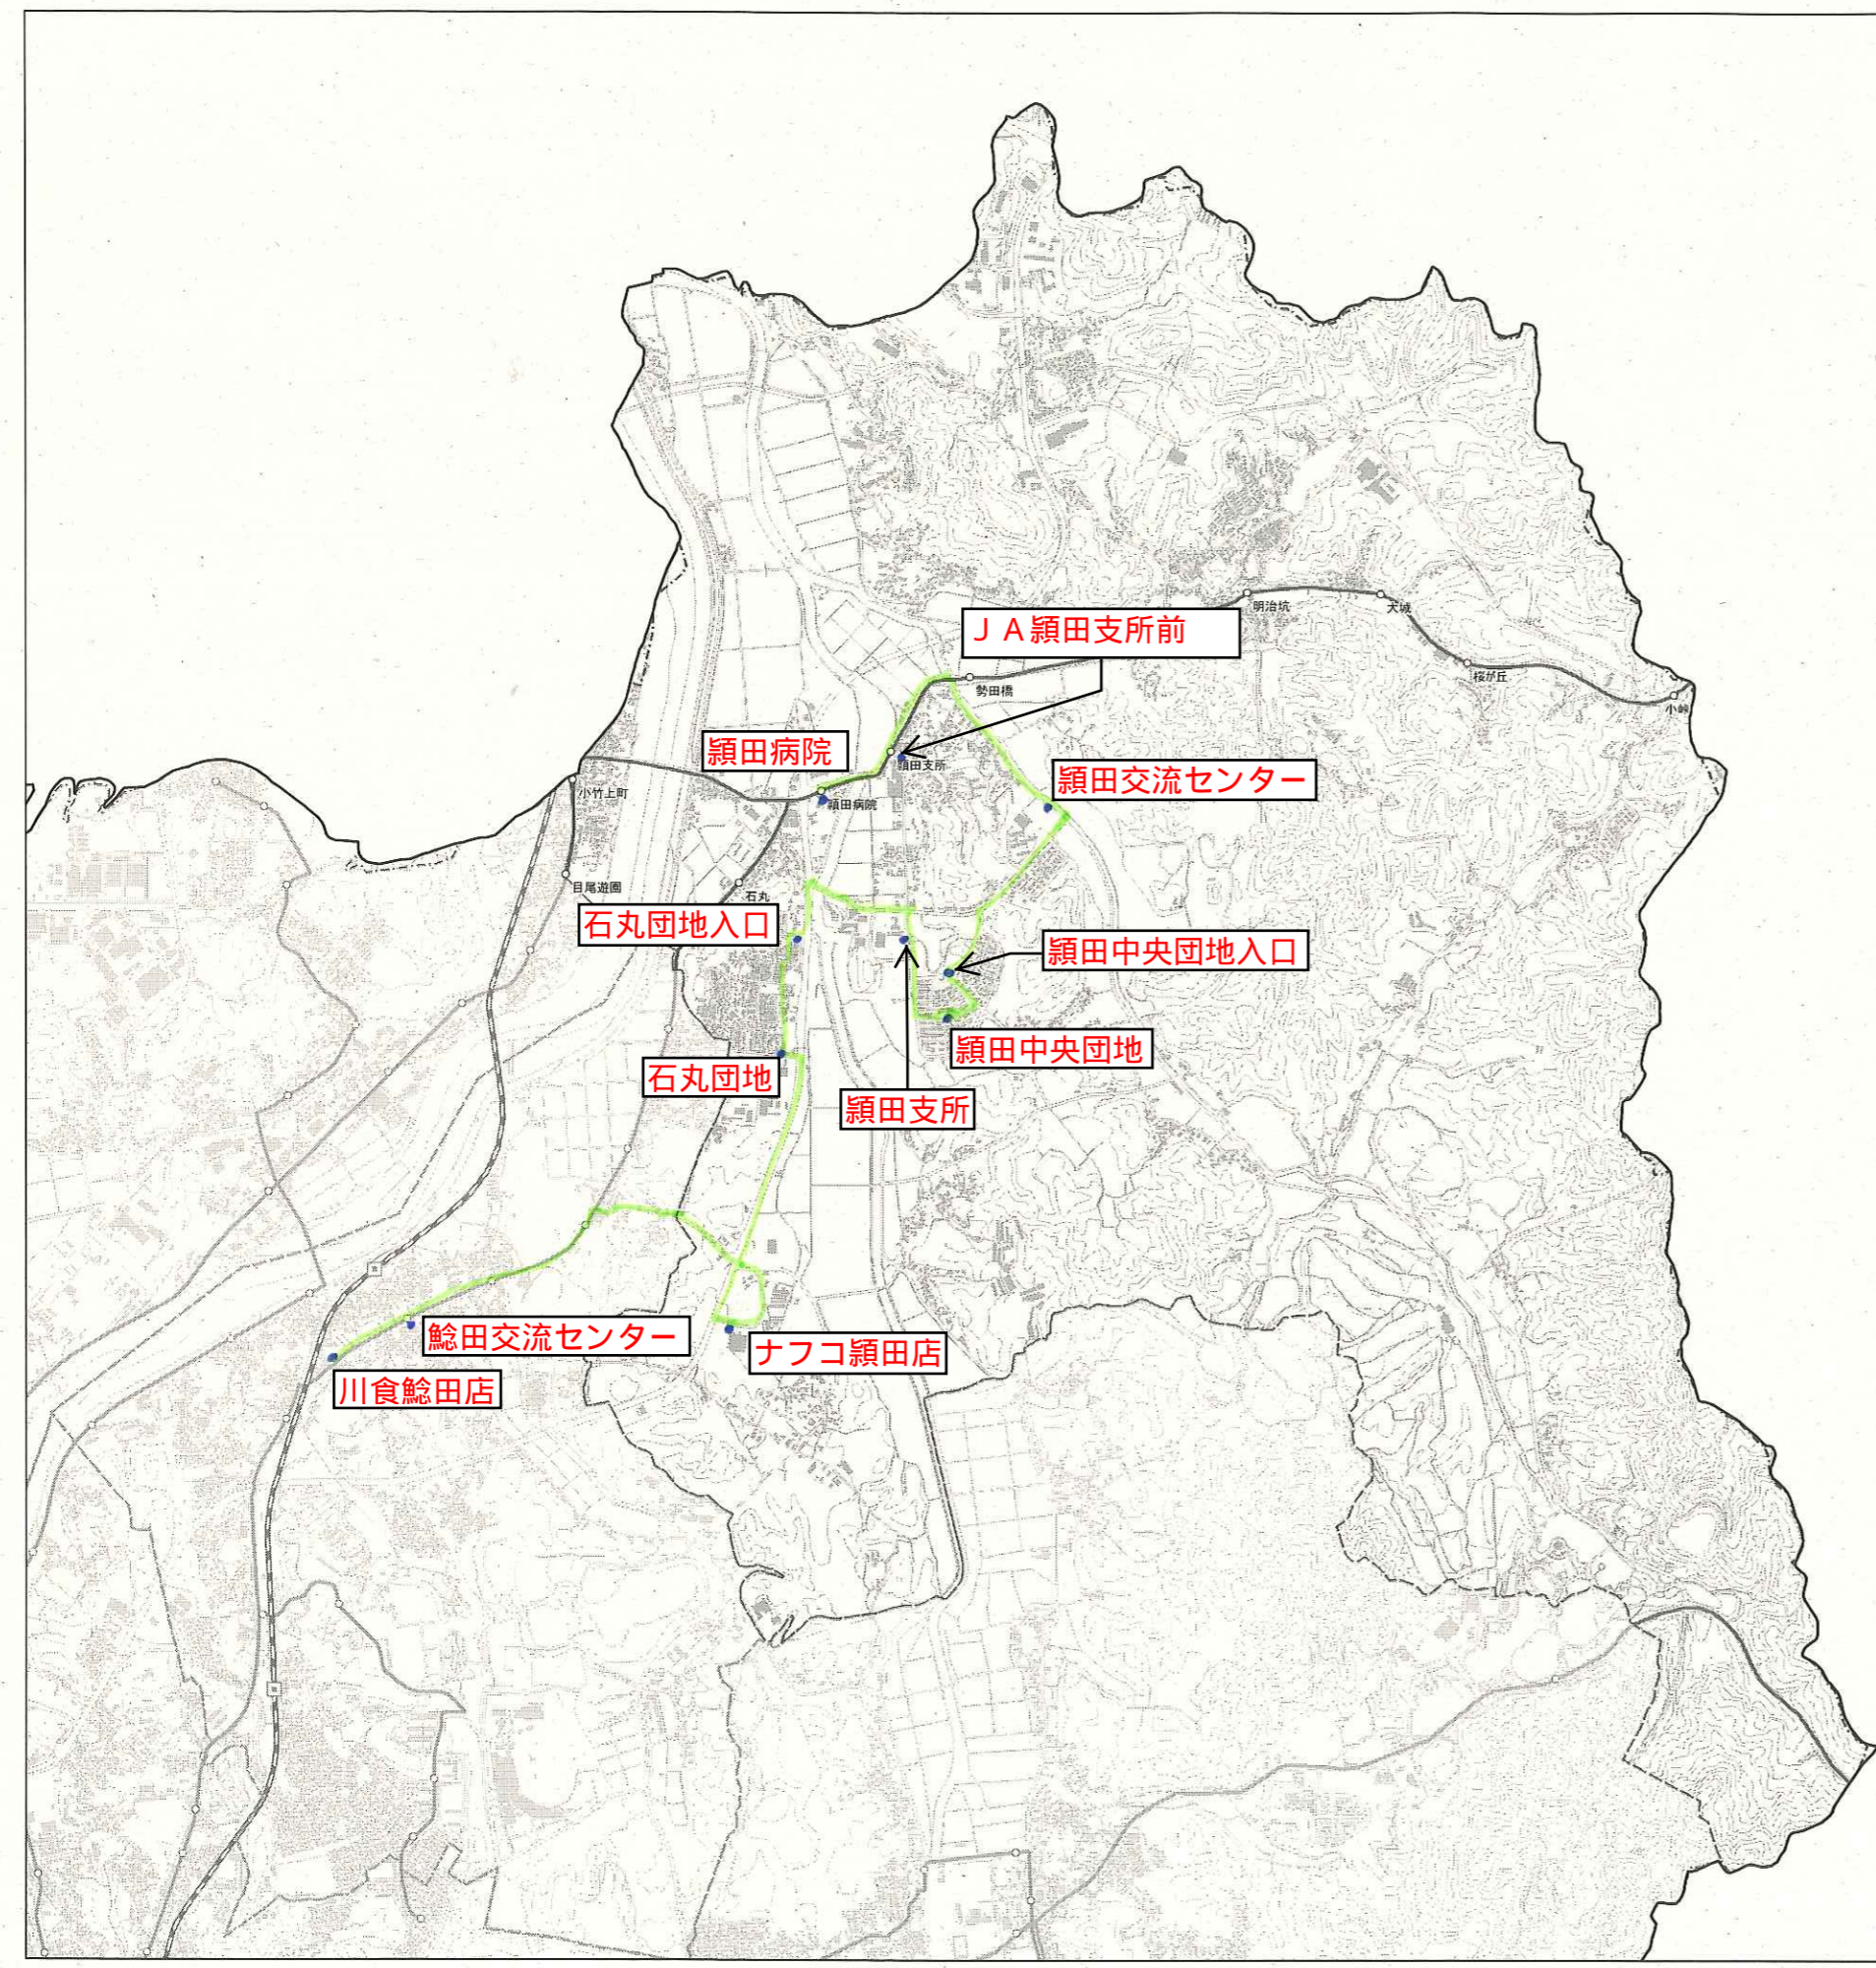 明治坑
大城
ＪＡ頴田支所前
桜が丘
勢田橋
小峠
頴田病院
頴田支所
頴田交流センター
小竹上町
頴田病院
目尾遊園
石丸
石丸団地入口
頴田中央団地入口
頴田中央団地
石丸団地
頴田支所
鯰田交流センター
ナフコ頴田店
川食鯰田店